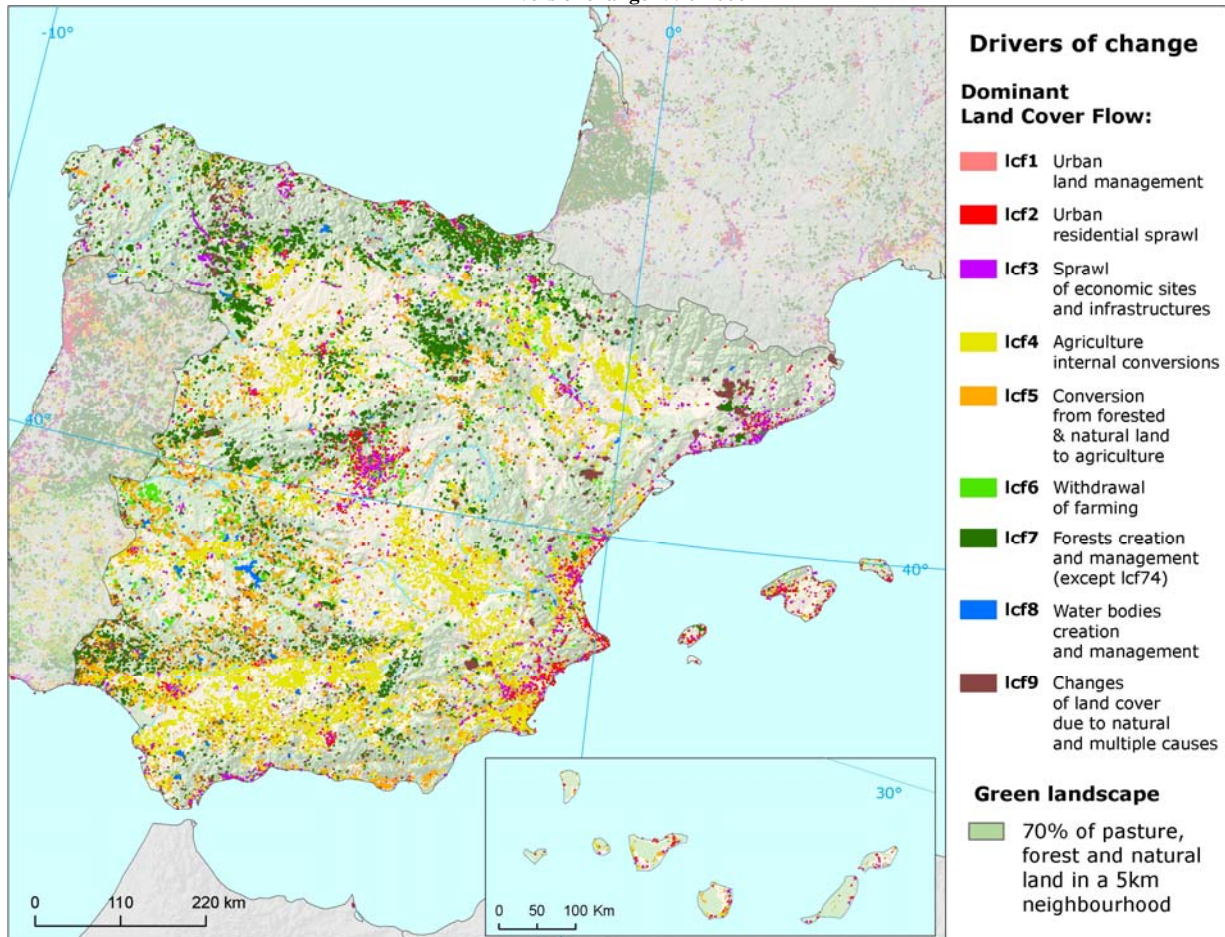 -10°
0°
40°
40°
30°
0 110 220 km
0 50 100 Km
Drivers of change
Dominant
Land Cover Flow:
lcf1 Urban
land management
lcf2 Urban
residential sprawl
lcf3 Sprawl
of economic sites
and infrastructures
lcf4 Agriculture
internal conversions
lcf5 Conversion
from forested
& natural land
to agriculture
lcf6 Withdrawal
of farming
lcf7 Forests creation
and management
(except lcf74)
lcf8 Water bodies
creation
and management
lcf9 Changes
of land cover
due to natural
and multiple causes
Green landscape
70% of pasture,
forest and natural
land in a 5km
neighbourhood